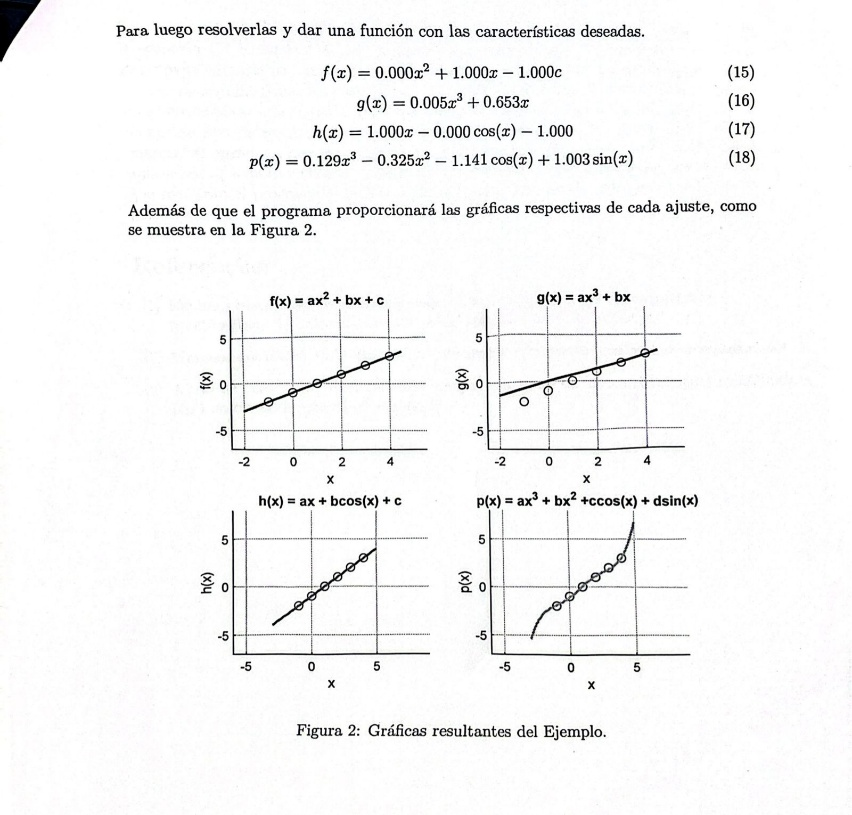 Para luego resolverlas y dar una función con las características deseadas.
f(x) = 0.000x² + 1.000x − 1.000c (15)
g(x) = 0.005x³ + 0.653x (16)
h(x) = 1.000x − 0.000 cos(x) − 1.000 (17)
p(x) = 0.129x³ − 0.325x² − 1.141 cos(x) + 1.003 sin(x) (18)
Además de que el programa proporcionará las gráficas respectivas de cada ajuste, como
se muestra en la Figura 2.
f(x) = ax² + bx + c
5
0
-5
f(x)
-2 0 2 4
x
g(x) = ax³ + bx
5
0
-5
g(x)
-2 0 2 4
x
h(x) = ax + bcos(x) + c
5
0
-5
h(x)
-5 0 5
x
p(x) = ax³ + bx² +ccos(x) + dsin(x)
5
0
-5
p(x)
-5 0 5
x
Figura 2: Gráficas resultantes del Ejemplo.